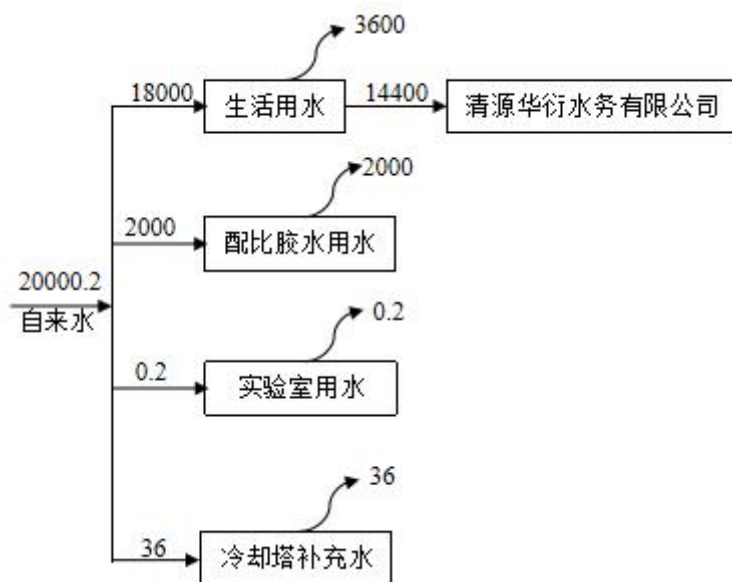 3600
18000
生活用水
14400
清源华衍水务有限公司
2000
2000
配比胶水用水
20000.2
自来水
0.2
0.2
实验室用水
36
36
冷却塔补充水